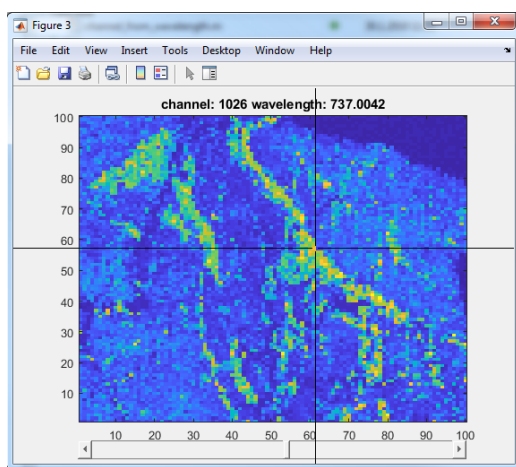 Figure 3
File Edit View Insert Tools Desktop Window Help
channel: 1026 wavelength: 737.0042
100
90
80
70
60
50
40
30
20
10
10 20 30 40 50 60 70 80 90 100